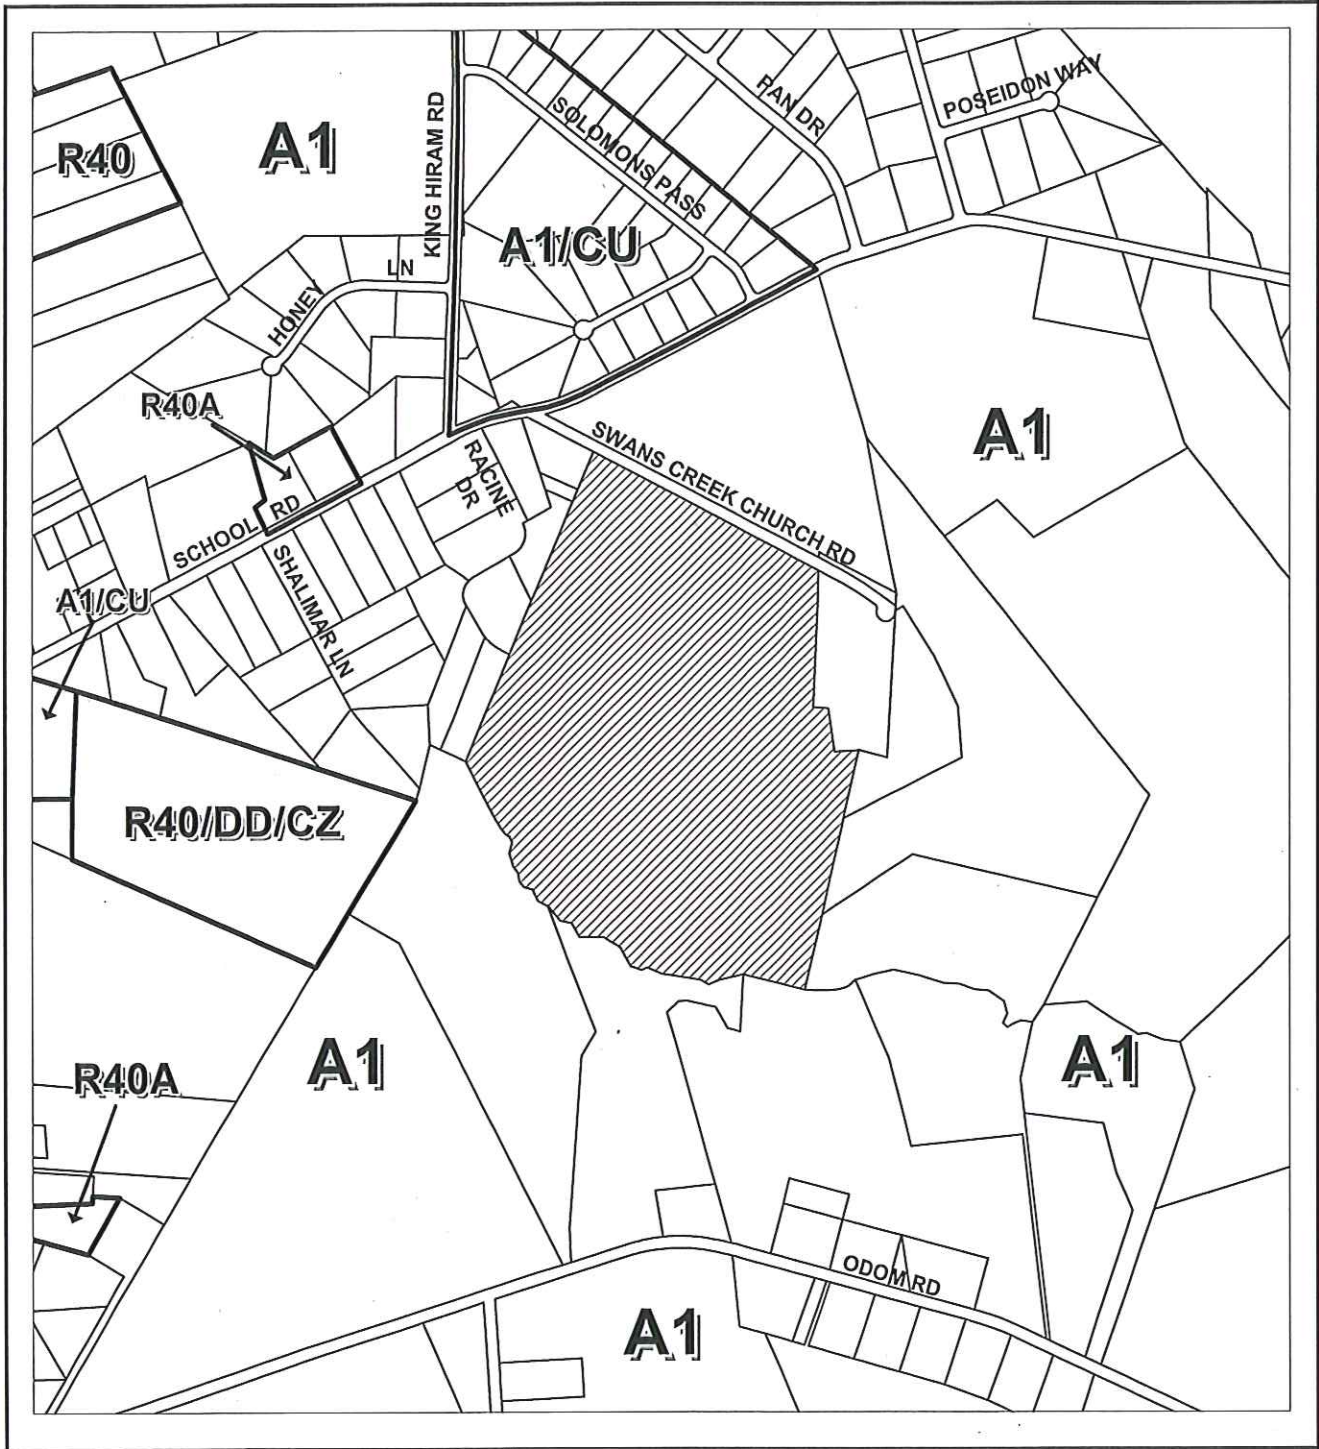 POSEIDON WAY
PAN DR
SOLOMONS PASS
KING HIRAM RD
R40
A1
A1/CU
HONEY LN
R40A
A1
SWANS CREEK CHURCH RD
RACINE DR
SCHOOL RD
SHALIMAR LN
A1/CU
R40/DD/CZ
A1
A1
R40A
ODOM RD
A1